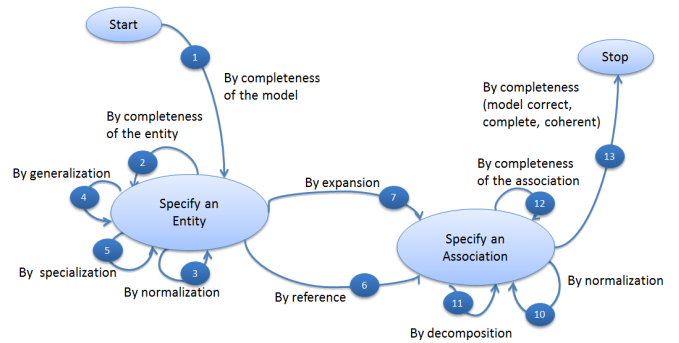 Start
1
By completeness
of the model
Stop
By completeness
(model correct,
complete, coherent)
13
By completeness
of the entity
2
By generalization
4
Specify an
Entity
5
By specialization
3
By normalization
By expansion
7
By completeness
of the association
12
Specify an
Association
By reference
6
11
By decomposition
10
By normalization